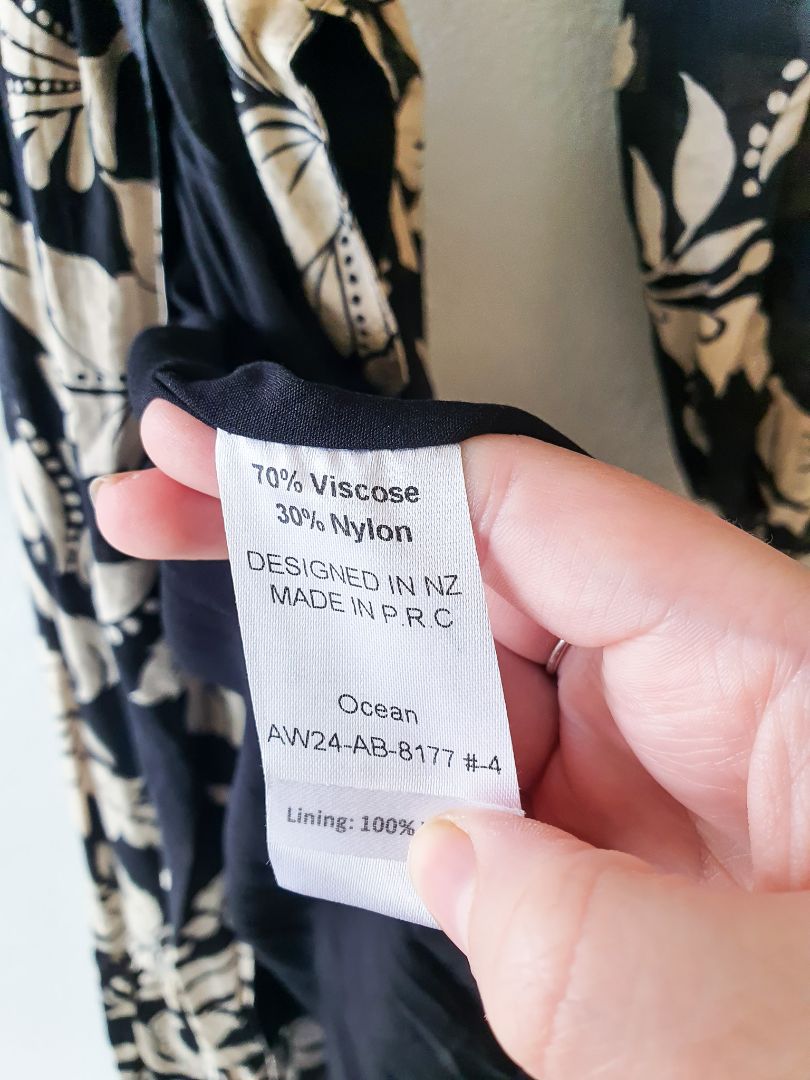 70% Viscose
30% Nylon
DESIGNED IN NZ
MADE IN P.R.C
Ocean
AW24-AB-8177 #-4
Lining: 100%